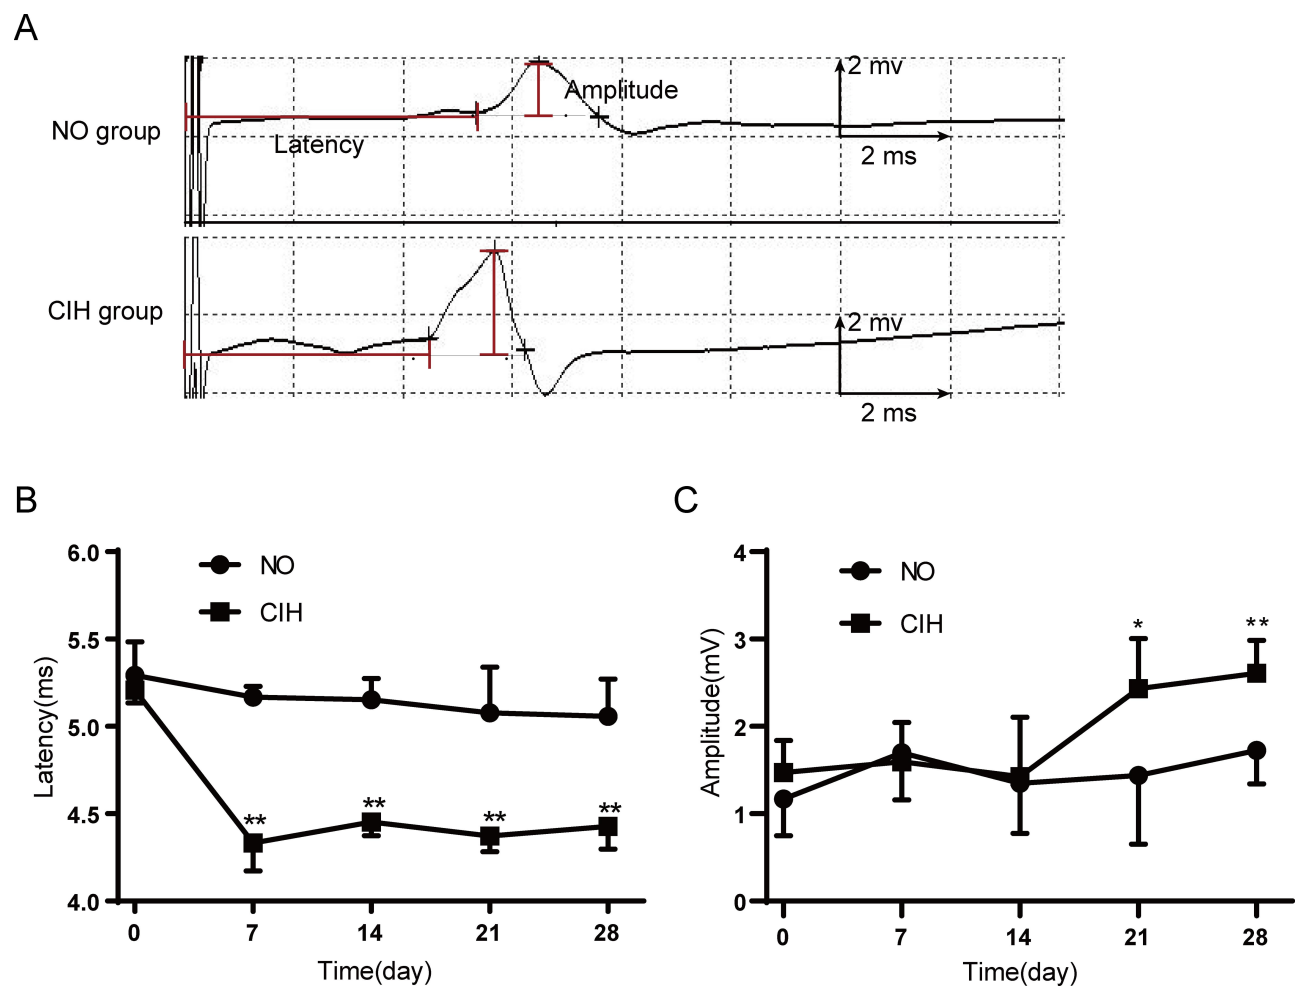 A
NO group
Latency
Amplitude
2 mv
2 ms
CIH group
2 mv
2 ms
B
6.0
5.5
5.0
4.5
4.0
Latency(ms)
NO
CIH
**
**
**
**
0
7
14
21
28
Time(day)
C
4
3
2
1
0
Amplitude(mV)
NO
CIH
*
**
0
7
14
21
28
Time(day)